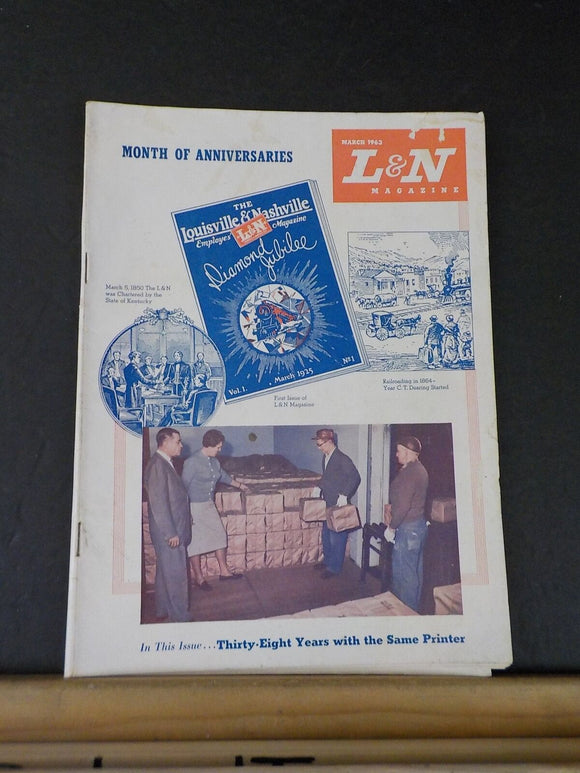 MONTH OF ANNIVERSARIES
MARCH 1963
L&N
MAGAZINE
THE
Louisville & Nashville
Employes L&N Magazine
Diamond
Jubilee
Vol. 1. March 1925 No 1
March 5, 1850 The L&N
was Chartered by the
State of Kentucky
First Issue of
L&N Magazine
Railroading in 1864–
Year C. T. Dearing Started
In This Issue... Thirty-Eight Years with the Same Printer